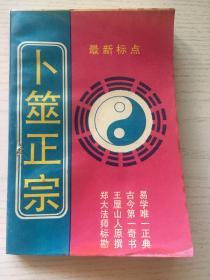 卜筮正宗
最新标点
易学唯一正典
古今第一奇书
王屋山人原撰
郑大法师标勘